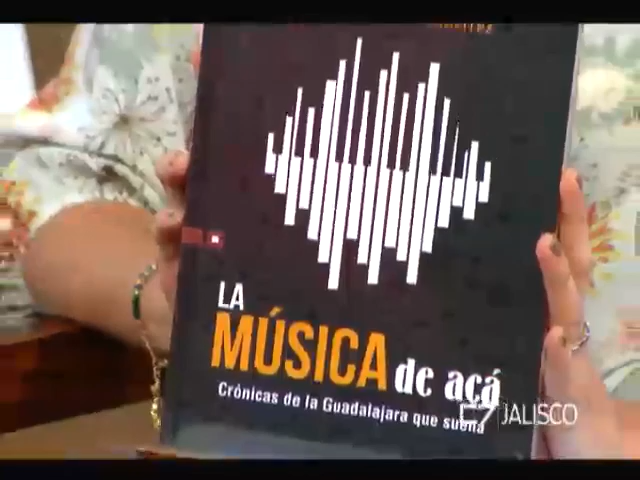 LA
MÚSICA de acá
Crónicas de la Guadalajara que suena
C7 JALISCO